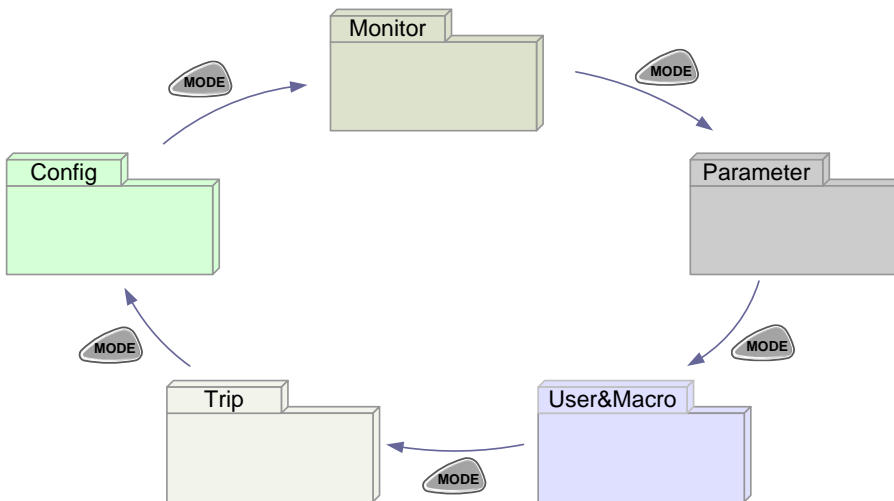 Monitor
MODE
MODE
Config
Parameter
MODE
MODE
Trip
User&Macro
MODE